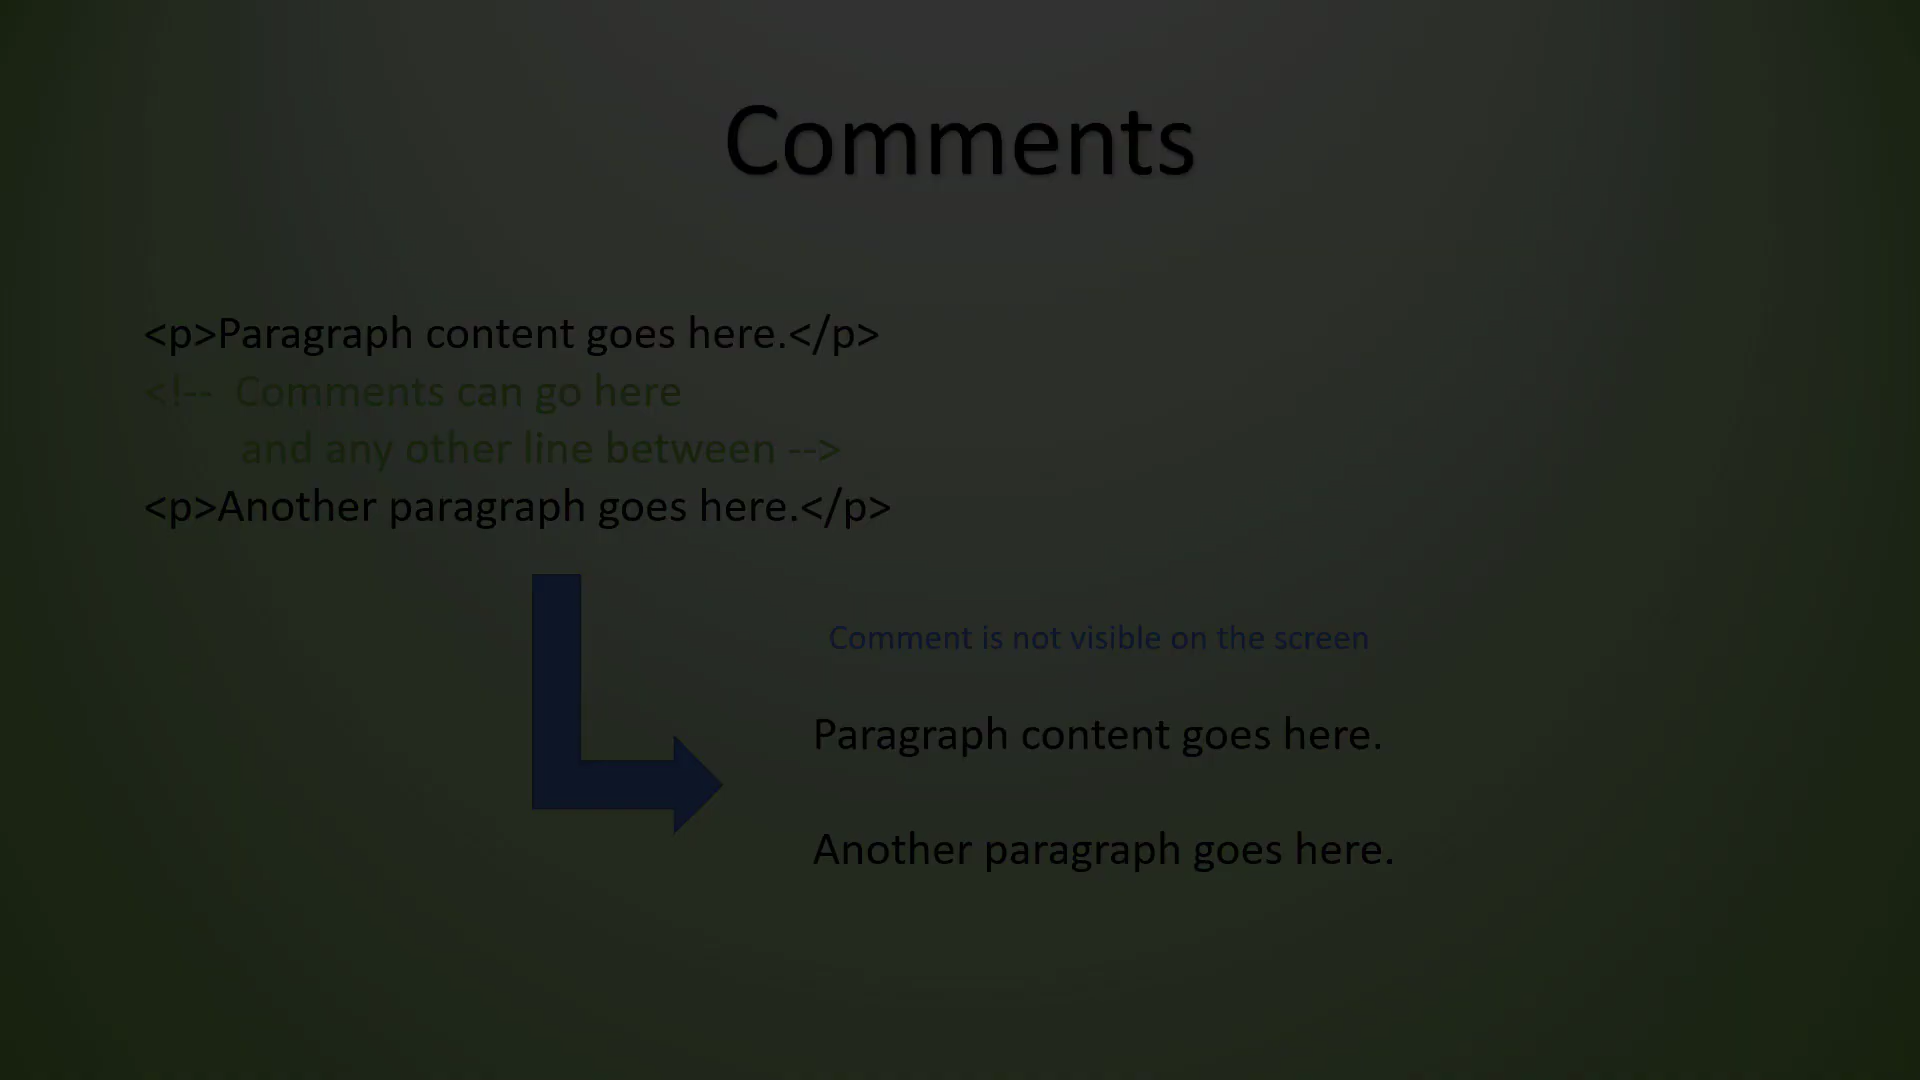 Comments
<p>Paragraph content goes here.</p>
<!--  Comments can go here
and any other line between -->
<p>Another paragraph goes here.</p>
Comment is not visible on the screen
Paragraph content goes here.
Another paragraph goes here.